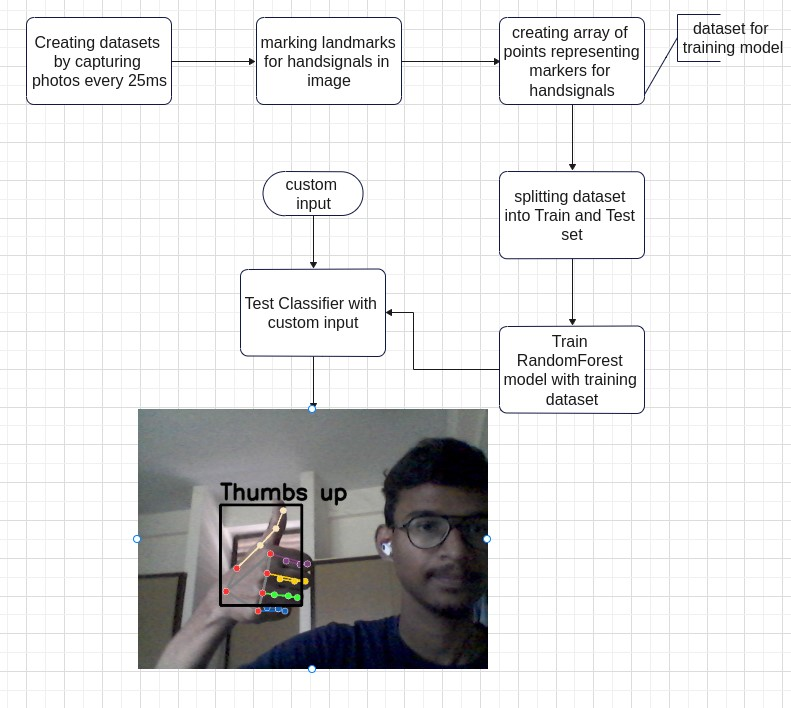 Creating datasets
by capturing
photos every 25ms
marking landmarks
for handsignals in
image
creating array of
points representing
markers for
handsignals
dataset for
training model
custom
input
splitting dataset
into Train and Test
set
Test Classifier with
custom input
Train
RandomForest
model with training
dataset
Thumbs up